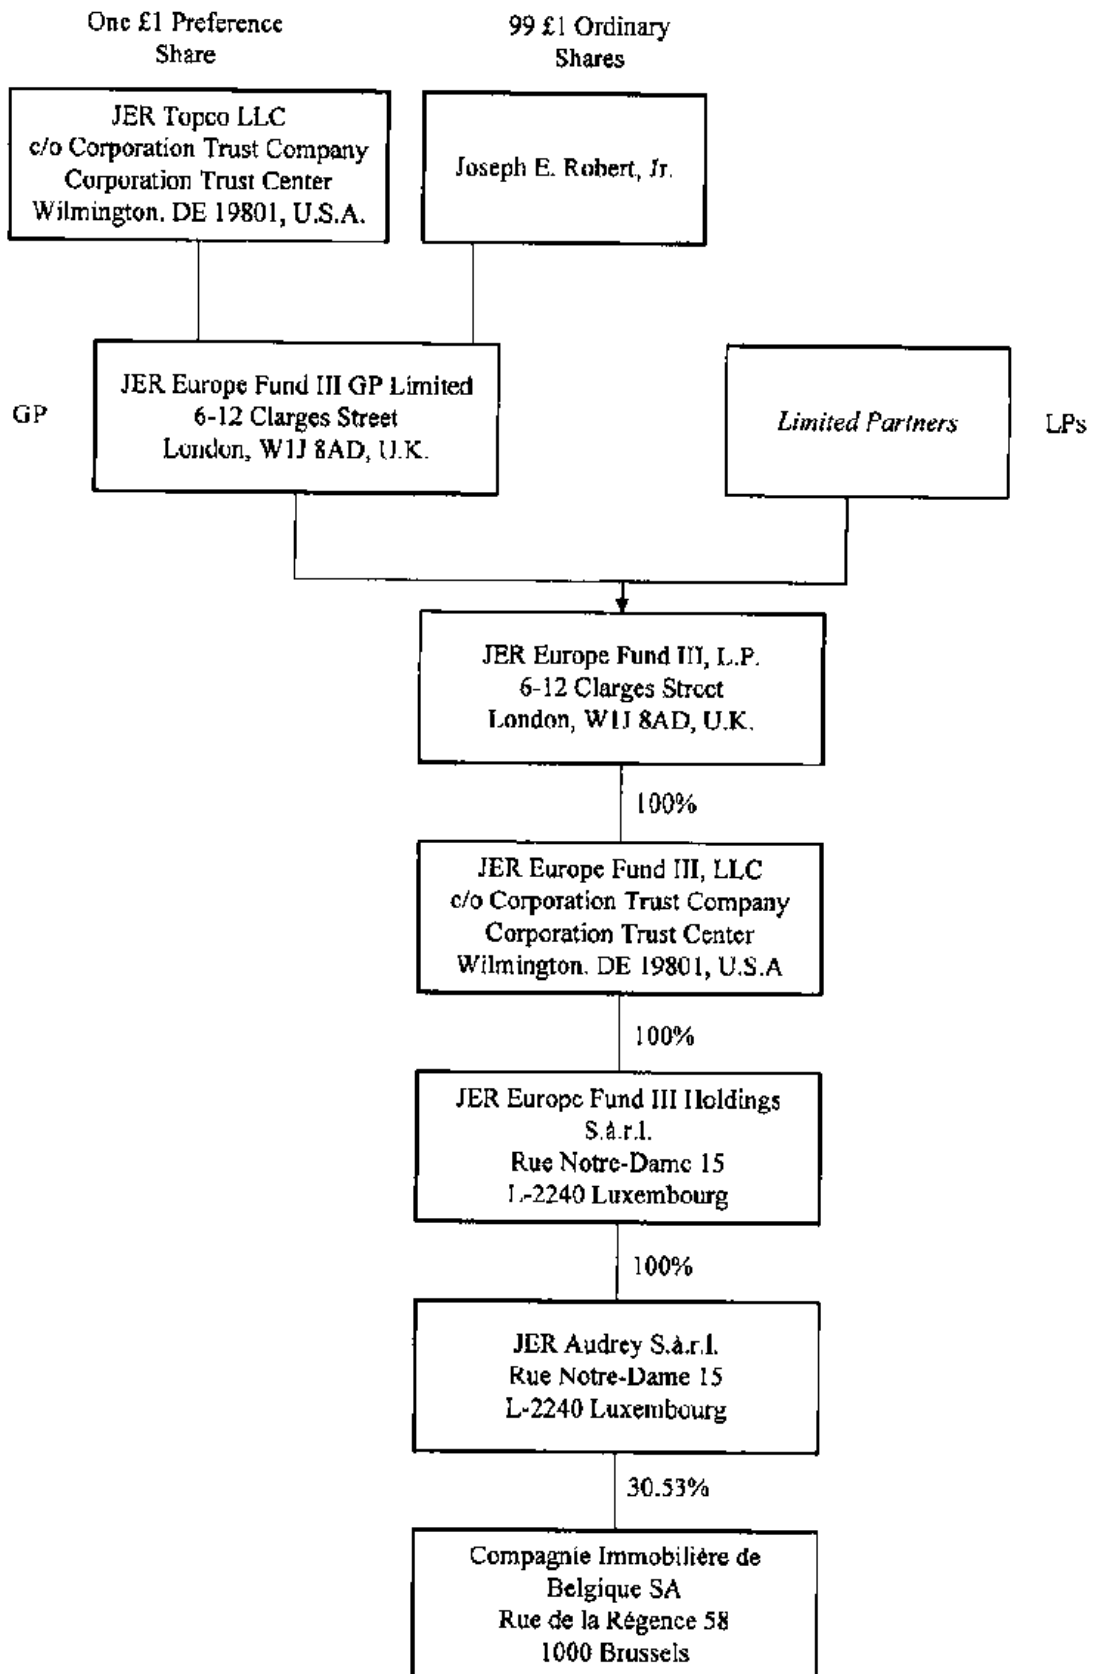 One £1 Preference
Share
99 £1 Ordinary
Shares
JER Topco LLC
c/o Corporation Trust Company
Corporation Trust Center
Wilmington. DE 19801, U.S.A.
Joseph E. Robert, Jr.
GP
JER Europe Fund III GP Limited
6-12 Clarges Street
London, W1J 8AD, U.K.
Limited Partners
LPs
JER Europe Fund III, L.P.
6-12 Clarges Street
London, W1J 8AD, U.K.
100%
JER Europe Fund III, LLC
c/o Corporation Trust Company
Corporation Trust Center
Wilmington. DE 19801, U.S.A
100%
JER Europe Fund III Holdings
S.à.r.l.
Rue Notre-Dame 15
L-2240 Luxembourg
100%
JER Audrey S.à.r.l.
Rue Notre-Dame 15
L-2240 Luxembourg
30.53%
Compagnie Immobilière de
Belgique SA
Rue de la Régence 58
1000 Brussels